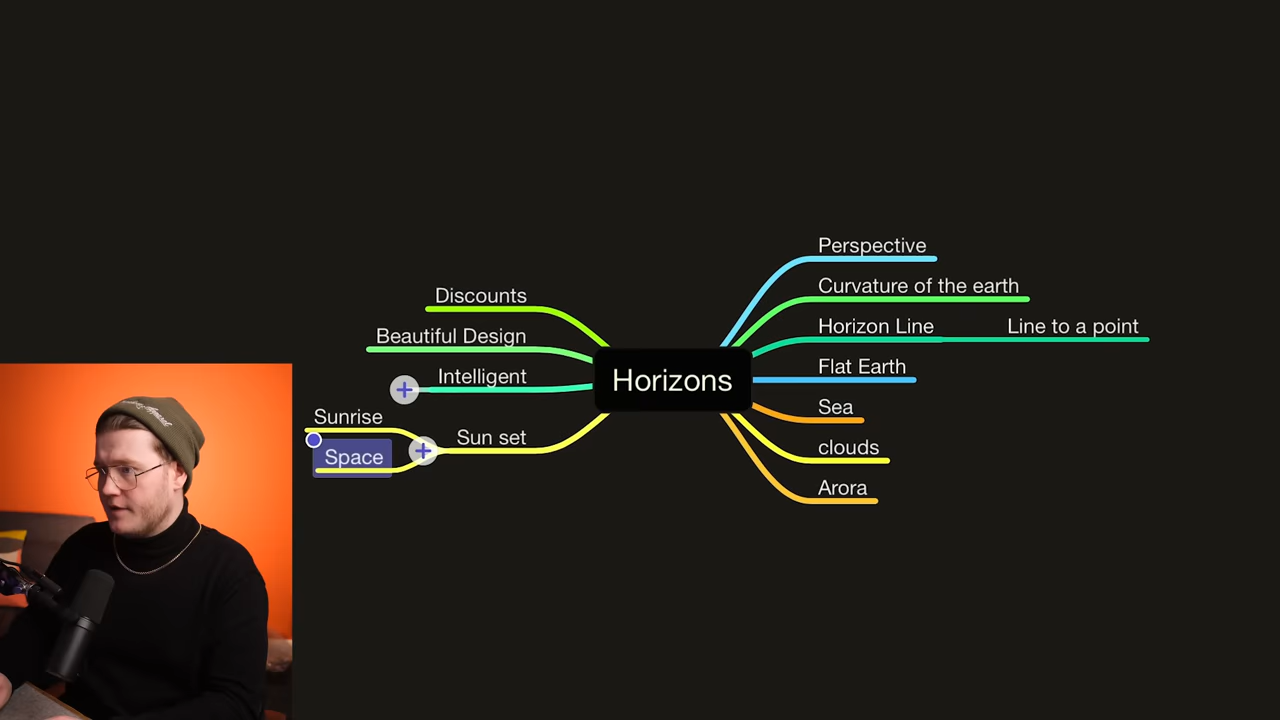 Perspective
Curvature of the earth
Horizon Line
Line to a point
Flat Earth
Sea
clouds
Arora
Horizons
Discounts
Beautiful Design
Intelligent
Sun set
Sunrise
Space